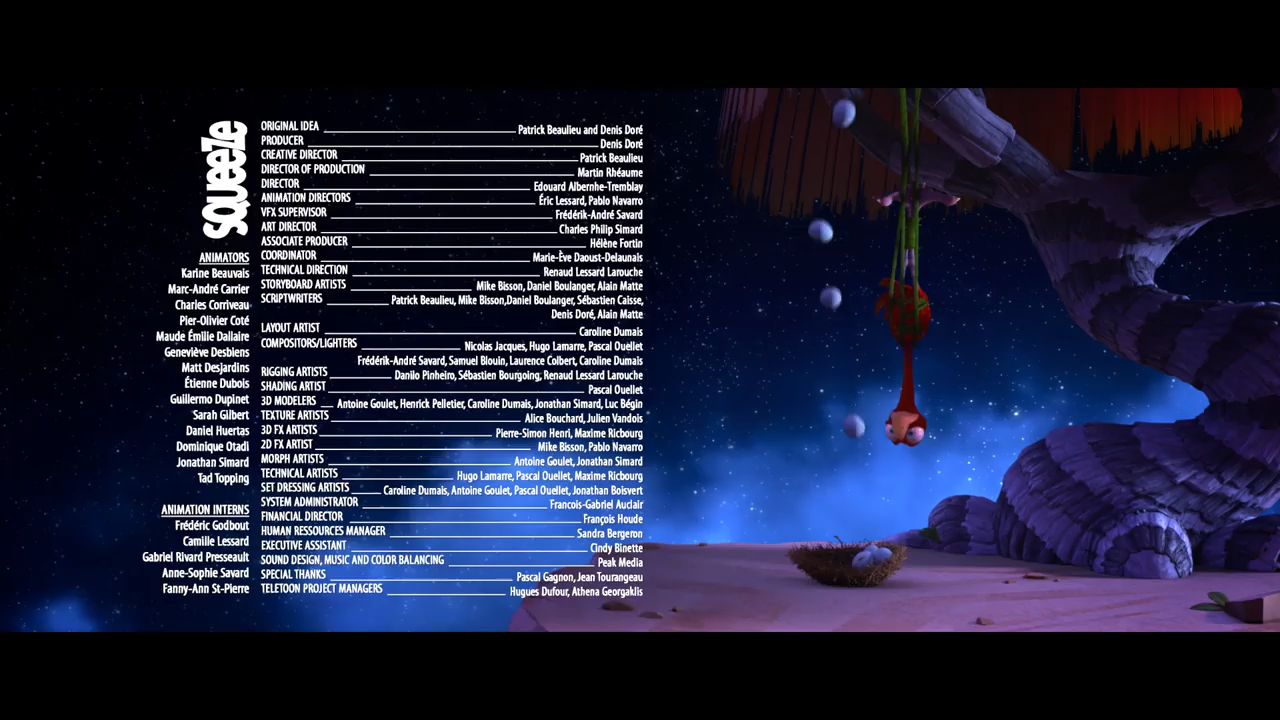 squeeze
ANIMATORS
Karine Beauvais
Marc-André Carrier
Charles Corriveau
Pier-Olivier Coté
Maude Émilie Dallaire
Geneviève Desbiens
Matt Desjardins
Étienne Dubois
Guillermo Dupinet
Sarah Gilbert
Daniel Huertas
Dominique Otadi
Jonathan Simard
Tad Topping
ANIMATION INTERNS
Frédéric Godbout
Camille Lessard
Gabriel Rivard Presseault
Anne-Sophie Savard
Fanny-Ann St-Pierre
ORIGINAL IDEA Patrick Beaulieu and Denis Doré
PRODUCER Denis Doré
CREATIVE DIRECTOR Patrick Beaulieu
DIRECTOR OF PRODUCTION Martin Rhéaume
DIRECTOR Edouard Albernhe-Tremblay
ANIMATION DIRECTORS Éric Lessard, Pablo Navarro
VFX SUPERVISOR Frédérik-André Savard
ART DIRECTOR Charles Philip Simard
ASSOCIATE PRODUCER Hélène Fortin
COORDINATOR Marie-Ève Daoust-Delaunais
TECHNICAL DIRECTION Renaud Lessard Larouche
STORYBOARD ARTISTS Mike Bisson, Daniel Boulanger, Alain Matte
SCRIPTWRITERS Patrick Beaulieu, Mike Bisson,Daniel Boulanger, Sébastien Caisse,
Denis Doré, Alain Matte
LAYOUT ARTIST Caroline Dumais
COMPOSITORS/LIGHTERS Nicolas Jacques, Hugo Lamarre, Pascal Ouellet
Frédérik-André Savard, Samuel Blouin, Laurence Colbert, Caroline Dumais
RIGGING ARTISTS Danilo Pinheiro, Sébastien Bourgoing, Renaud Lessard Larouche
SHADING ARTIST Pascal Ouellet
3D MODELERS Antoine Goulet, Henrick Pelletier, Caroline Dumais, Jonathan Simard, Luc Bégin
TEXTURE ARTISTS Alice Bouchard, Julien Vandois
3D FX ARTISTS Pierre-Simon Henri, Maxime Ricbourg
2D FX ARTIST Mike Bisson, Pablo Navarro
MORPH ARTISTS Antoine Goulet, Jonathan Simard
TECHNICAL ARTISTS Hugo Lamarre, Pascal Ouellet, Maxime Ricbourg
SET DRESSING ARTISTS Caroline Dumais, Antoine Goulet, Pascal Ouellet, Jonathan Boisvert
SYSTEM ADMINISTRATOR Francois-Gabriel Auclair
FINANCIAL DIRECTOR François Houde
HUMAN RESSOURCES MANAGER Sandra Bergeron
EXECUTIVE ASSISTANT Cindy Binette
SOUND DESIGN, MUSIC AND COLOR BALANCING Peak Media
SPECIAL THANKS Pascal Gagnon, Jean Tourangeau
TELETOON PROJECT MANAGERS Hugues Dufour, Athena Georgaklis